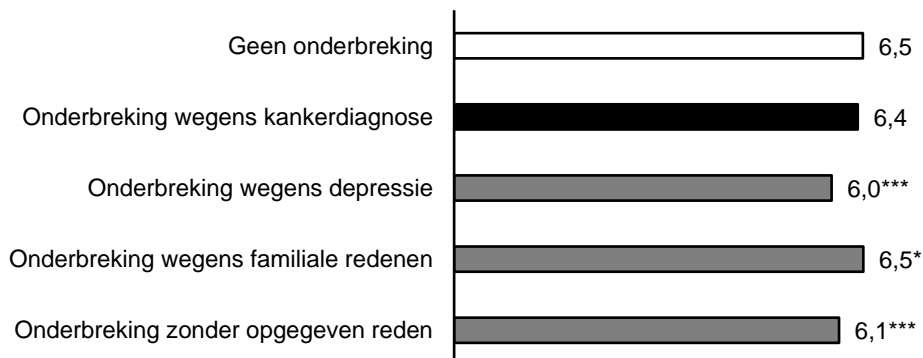 Geen onderbreking 6,5
Onderbreking wegens kankerdiagnose 6,4
Onderbreking wegens depressie 6,0***
Onderbreking wegens familiale redenen 6,5*
Onderbreking zonder opgegeven reden 6,1***